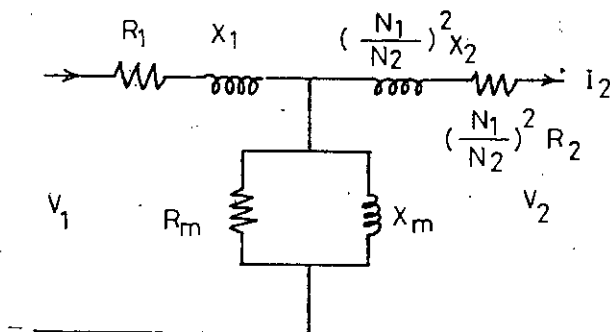 R₁ X₁ (N₁/N₂)² X₂
I₂
(N₁/N₂)² R₂
V₁ Rₘ Xₘ V₂